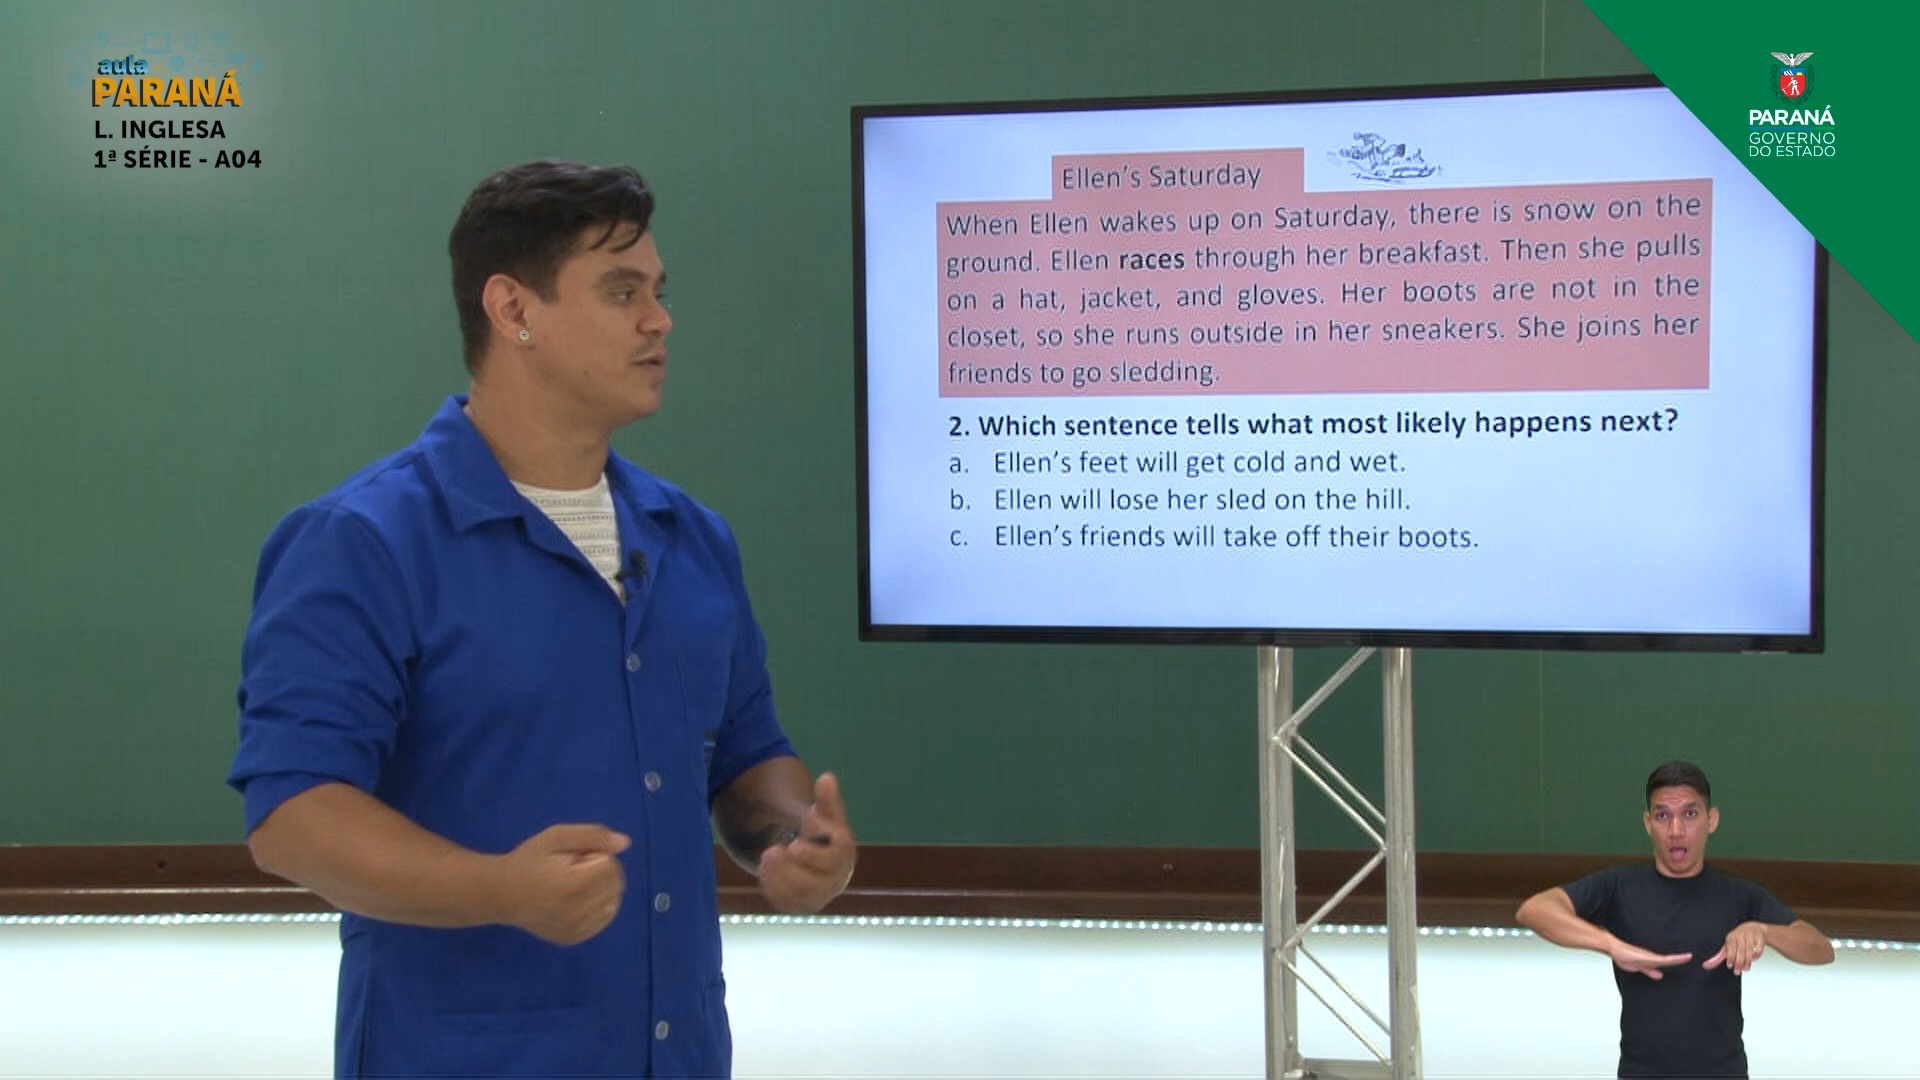 aula
PARANÁ
L. INGLESA
1ª SÉRIE - A04
PARANÁ
GOVERNO
DO ESTADO
Ellen's Saturday
When Ellen wakes up on Saturday, there is snow on the
ground. Ellen races through her breakfast. Then she pulls
on a hat, jacket, and gloves. Her boots are not in the
closet, so she runs outside in her sneakers. She joins her
friends to go sledding.
2. Which sentence tells what most likely happens next?
a. Ellen's feet will get cold and wet.
b. Ellen will lose her sled on the hill.
c. Ellen's friends will take off their boots.